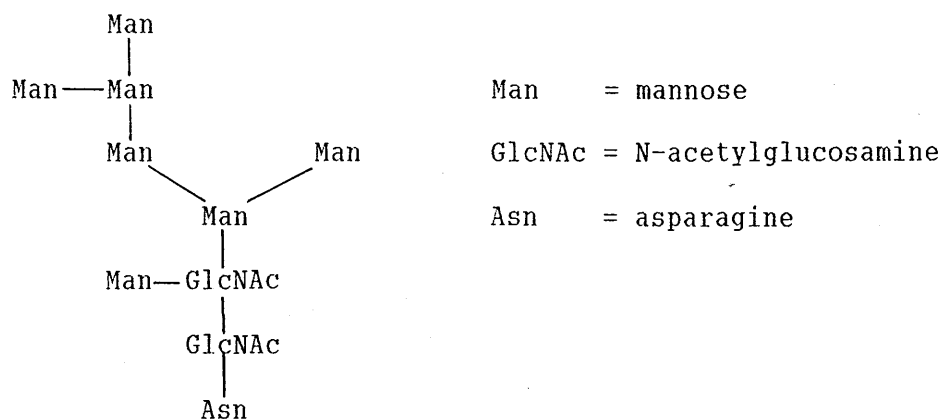 Man
Man Man
Man Man
Man
Man GlcNAc
GlcNAc
Asn
Man = mannose
GlcNAc = N-acetylglucosamine
Asn = asparagine